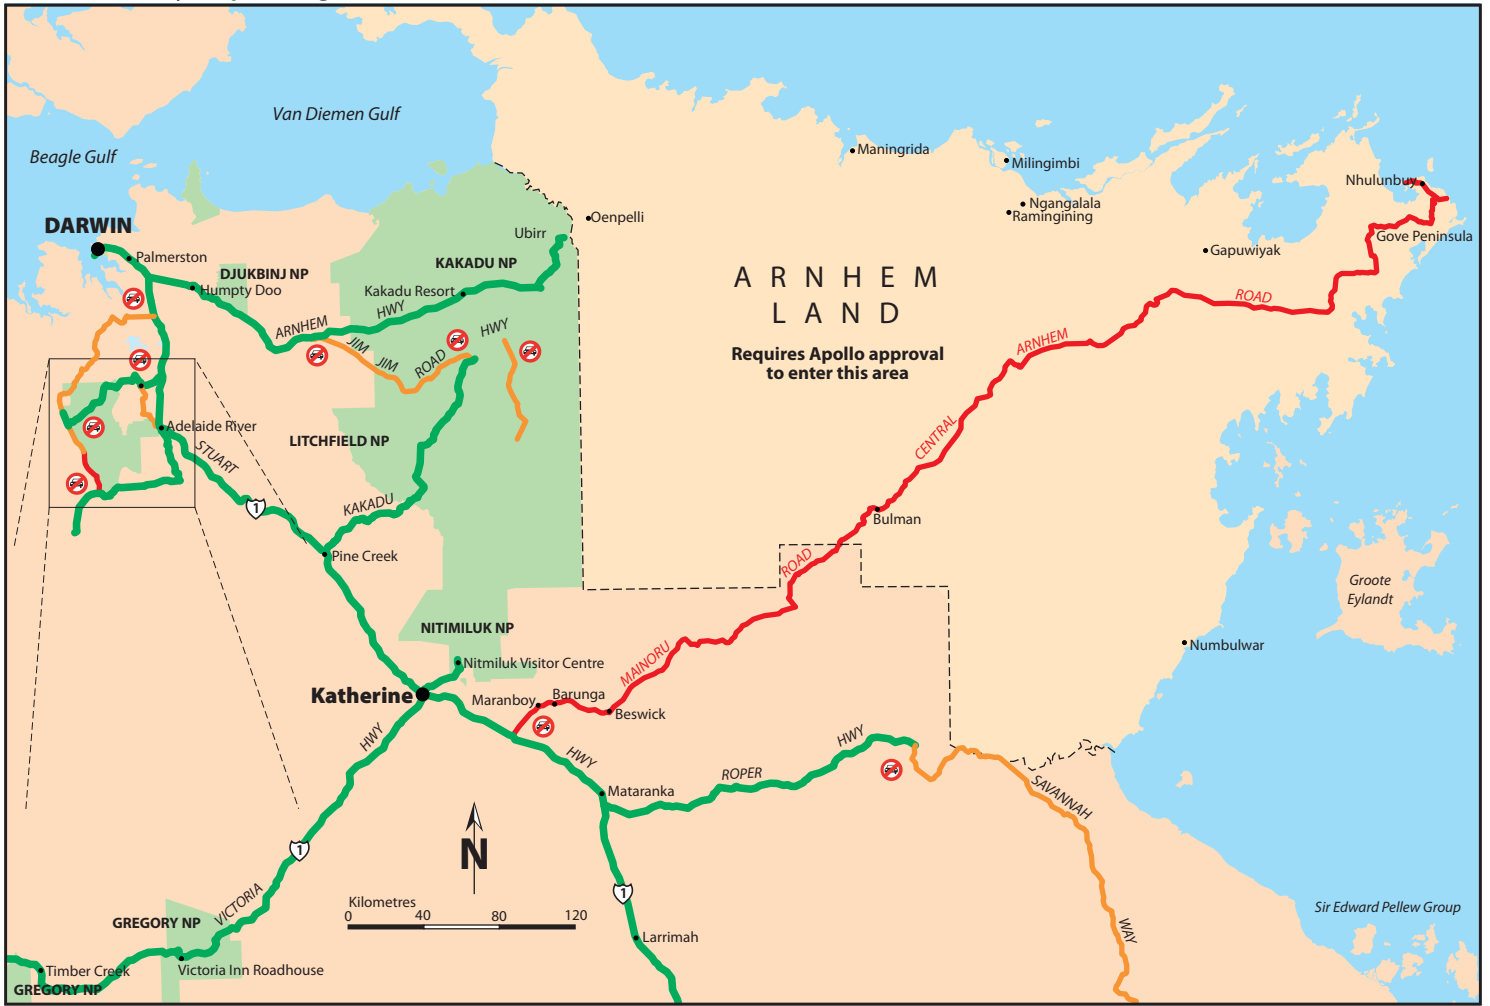 Van Diemen Gulf
Beagle Gulf
Maningrida
Milingimbi
Nhulunbuy
Ngangalala
Ramingining
Oenpelli
DARWIN
Ubirr
Gove Peninsula
Palmerston
Gapuwiyak
KAKADU NP
DJUKBINJ NP
Humpty Doo
Kakadu Resort
ARNHEM
LAND
ROAD
HWY
ARNHEM
HWY
JIM
JIM
ROAD
ARNHEM
Requires Apollo approval
to enter this area
Adelaide River
LITCHFIELD NP
CENTRAL
STUART
1
KAKADU
Bulman
Pine Creek
ROAD
Groote
Eylandt
NITIMILUK NP
Numbulwar
Nitmiluk Visitor Centre
MAINORU
Katherine
Maranboy
Barunga
Beswick
HWY
HWY
HWY
ROPER
Mataranka
SAVANNAH
1
N
1
Kilometres
0 40 80 120
VICTORIA
GREGORY NP
Sir Edward Pellew Group
WAY
Larrimah
Timber Creek
Victoria Inn Roadhouse
GREGORY NP